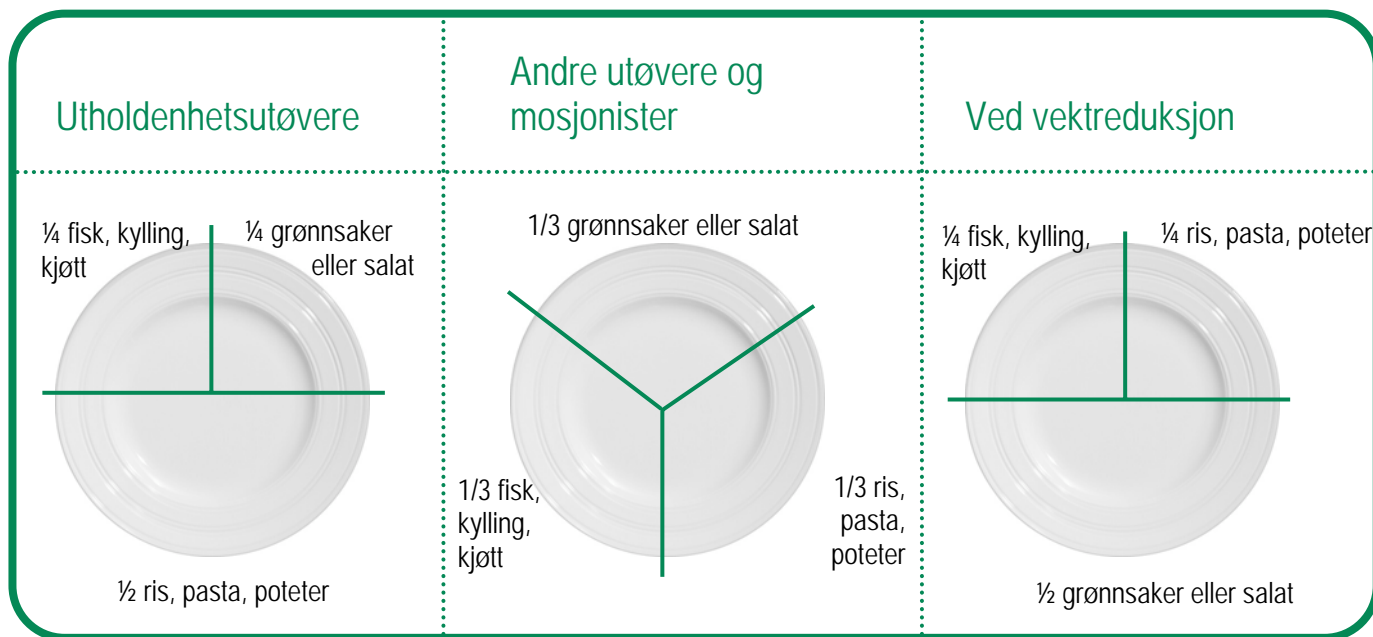 Utholdenhetsutøvere
Andre utøvere og
mosjonister
Ved vektreduksjon
¼ fisk, kylling,
kjøtt
¼ grønnsaker
eller salat
½ ris, pasta, poteter
1/3 grønnsaker eller salat
1/3 fisk,
kylling,
kjøtt
1/3 ris,
pasta,
poteter
¼ fisk, kylling,
kjøtt
¼ ris, pasta, poteter
½ grønnsaker eller salat